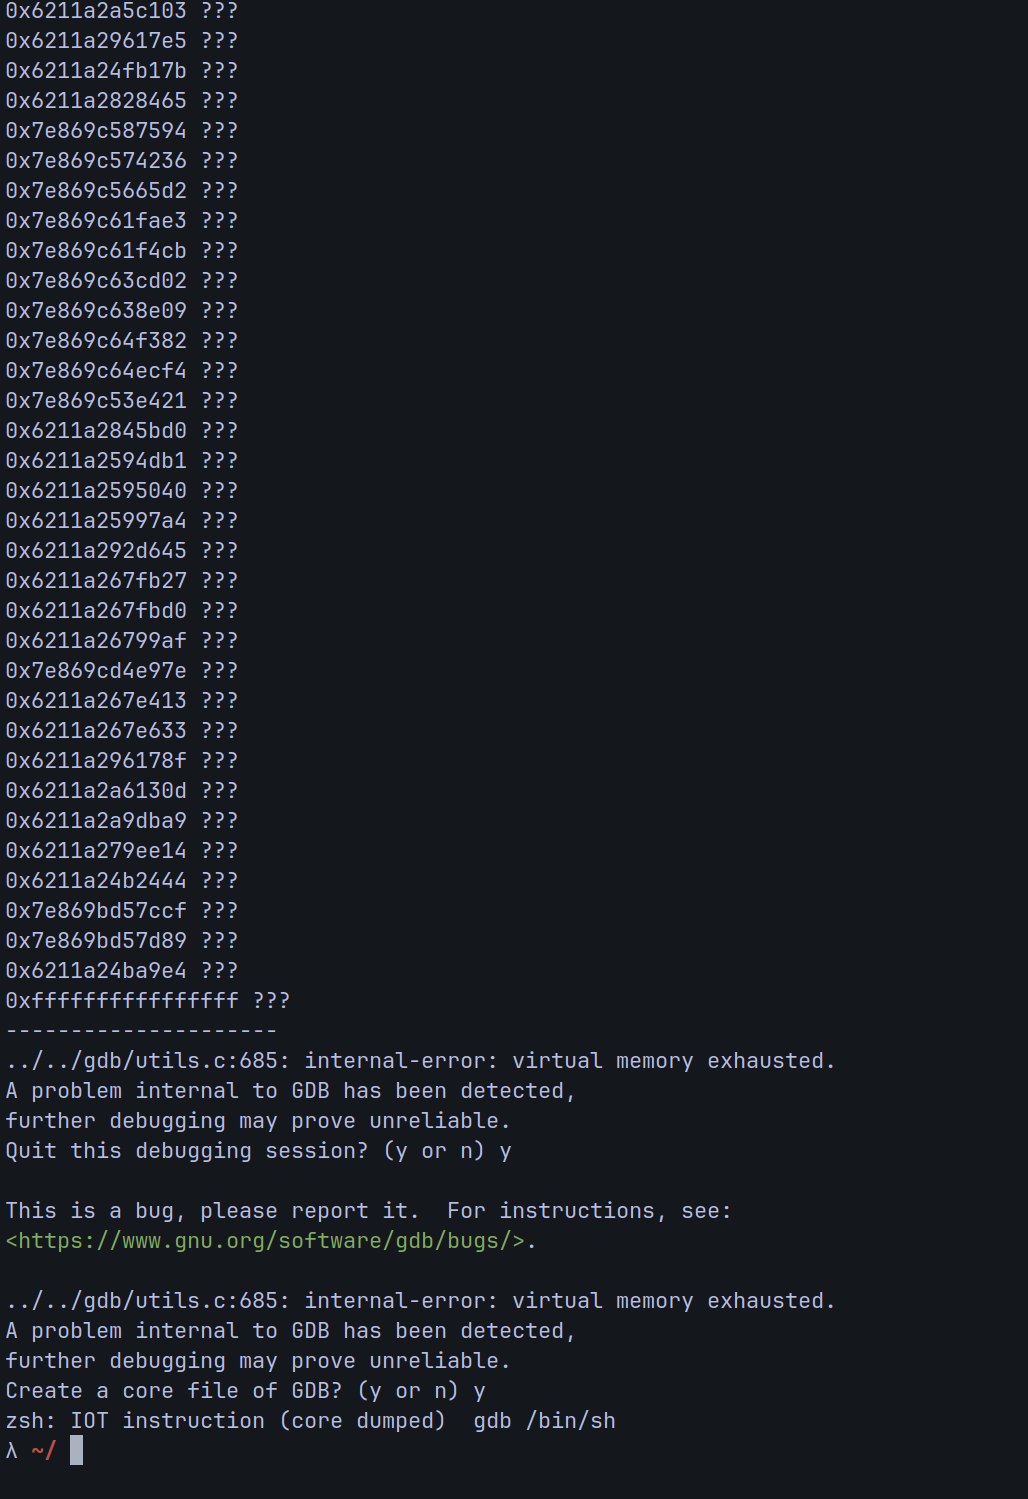 0x6211a2a5c103 ???
0x6211a29617e5 ???
0x6211a24fb17b ???
0x6211a2828465 ???
0x7e869c587594 ???
0x7e869c574236 ???
0x7e869c5665d2 ???
0x7e869c61fae3 ???
0x7e869c61f4cb ???
0x7e869c63cd02 ???
0x7e869c638e09 ???
0x7e869c64f382 ???
0x7e869c64ecf4 ???
0x7e869c53e421 ???
0x6211a2845bd0 ???
0x6211a2594db1 ???
0x6211a2595040 ???
0x6211a25997a4 ???
0x6211a292d645 ???
0x6211a267fb27 ???
0x6211a267fbd0 ???
0x6211a26799af ???
0x7e869cd4e97e ???
0x6211a267e413 ???
0x6211a267e633 ???
0x6211a296178f ???
0x6211a2a6130d ???
0x6211a2a9dba9 ???
0x6211a279ee14 ???
0x6211a24b2444 ???
0x7e869bd57ccf ???
0x7e869bd57d89 ???
0x6211a24ba9e4 ???
0xffffffffffffffff ???
---------------------
../../gdb/utils.c:685: internal-error: virtual memory exhausted.
A problem internal to GDB has been detected,
further debugging may prove unreliable.
Quit this debugging session? (y or n) y
This is a bug, please report it.  For instructions, see:
<https://www.gnu.org/software/gdb/bugs/>.
../../gdb/utils.c:685: internal-error: virtual memory exhausted.
A problem internal to GDB has been detected,
further debugging may prove unreliable.
Create a core file of GDB? (y or n) y
zsh: IOT instruction (core dumped)  gdb /bin/sh
λ ~/